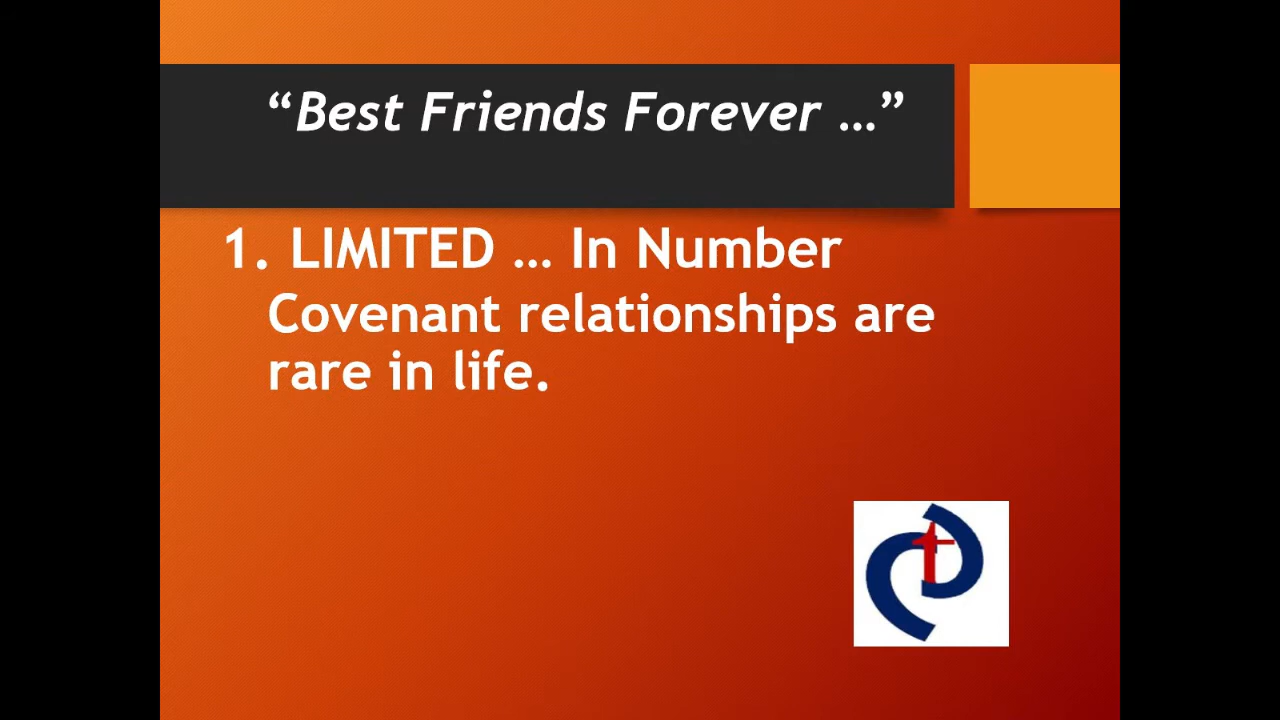 “Best Friends Forever …”
1. LIMITED … In Number
Covenant relationships are
rare in life.